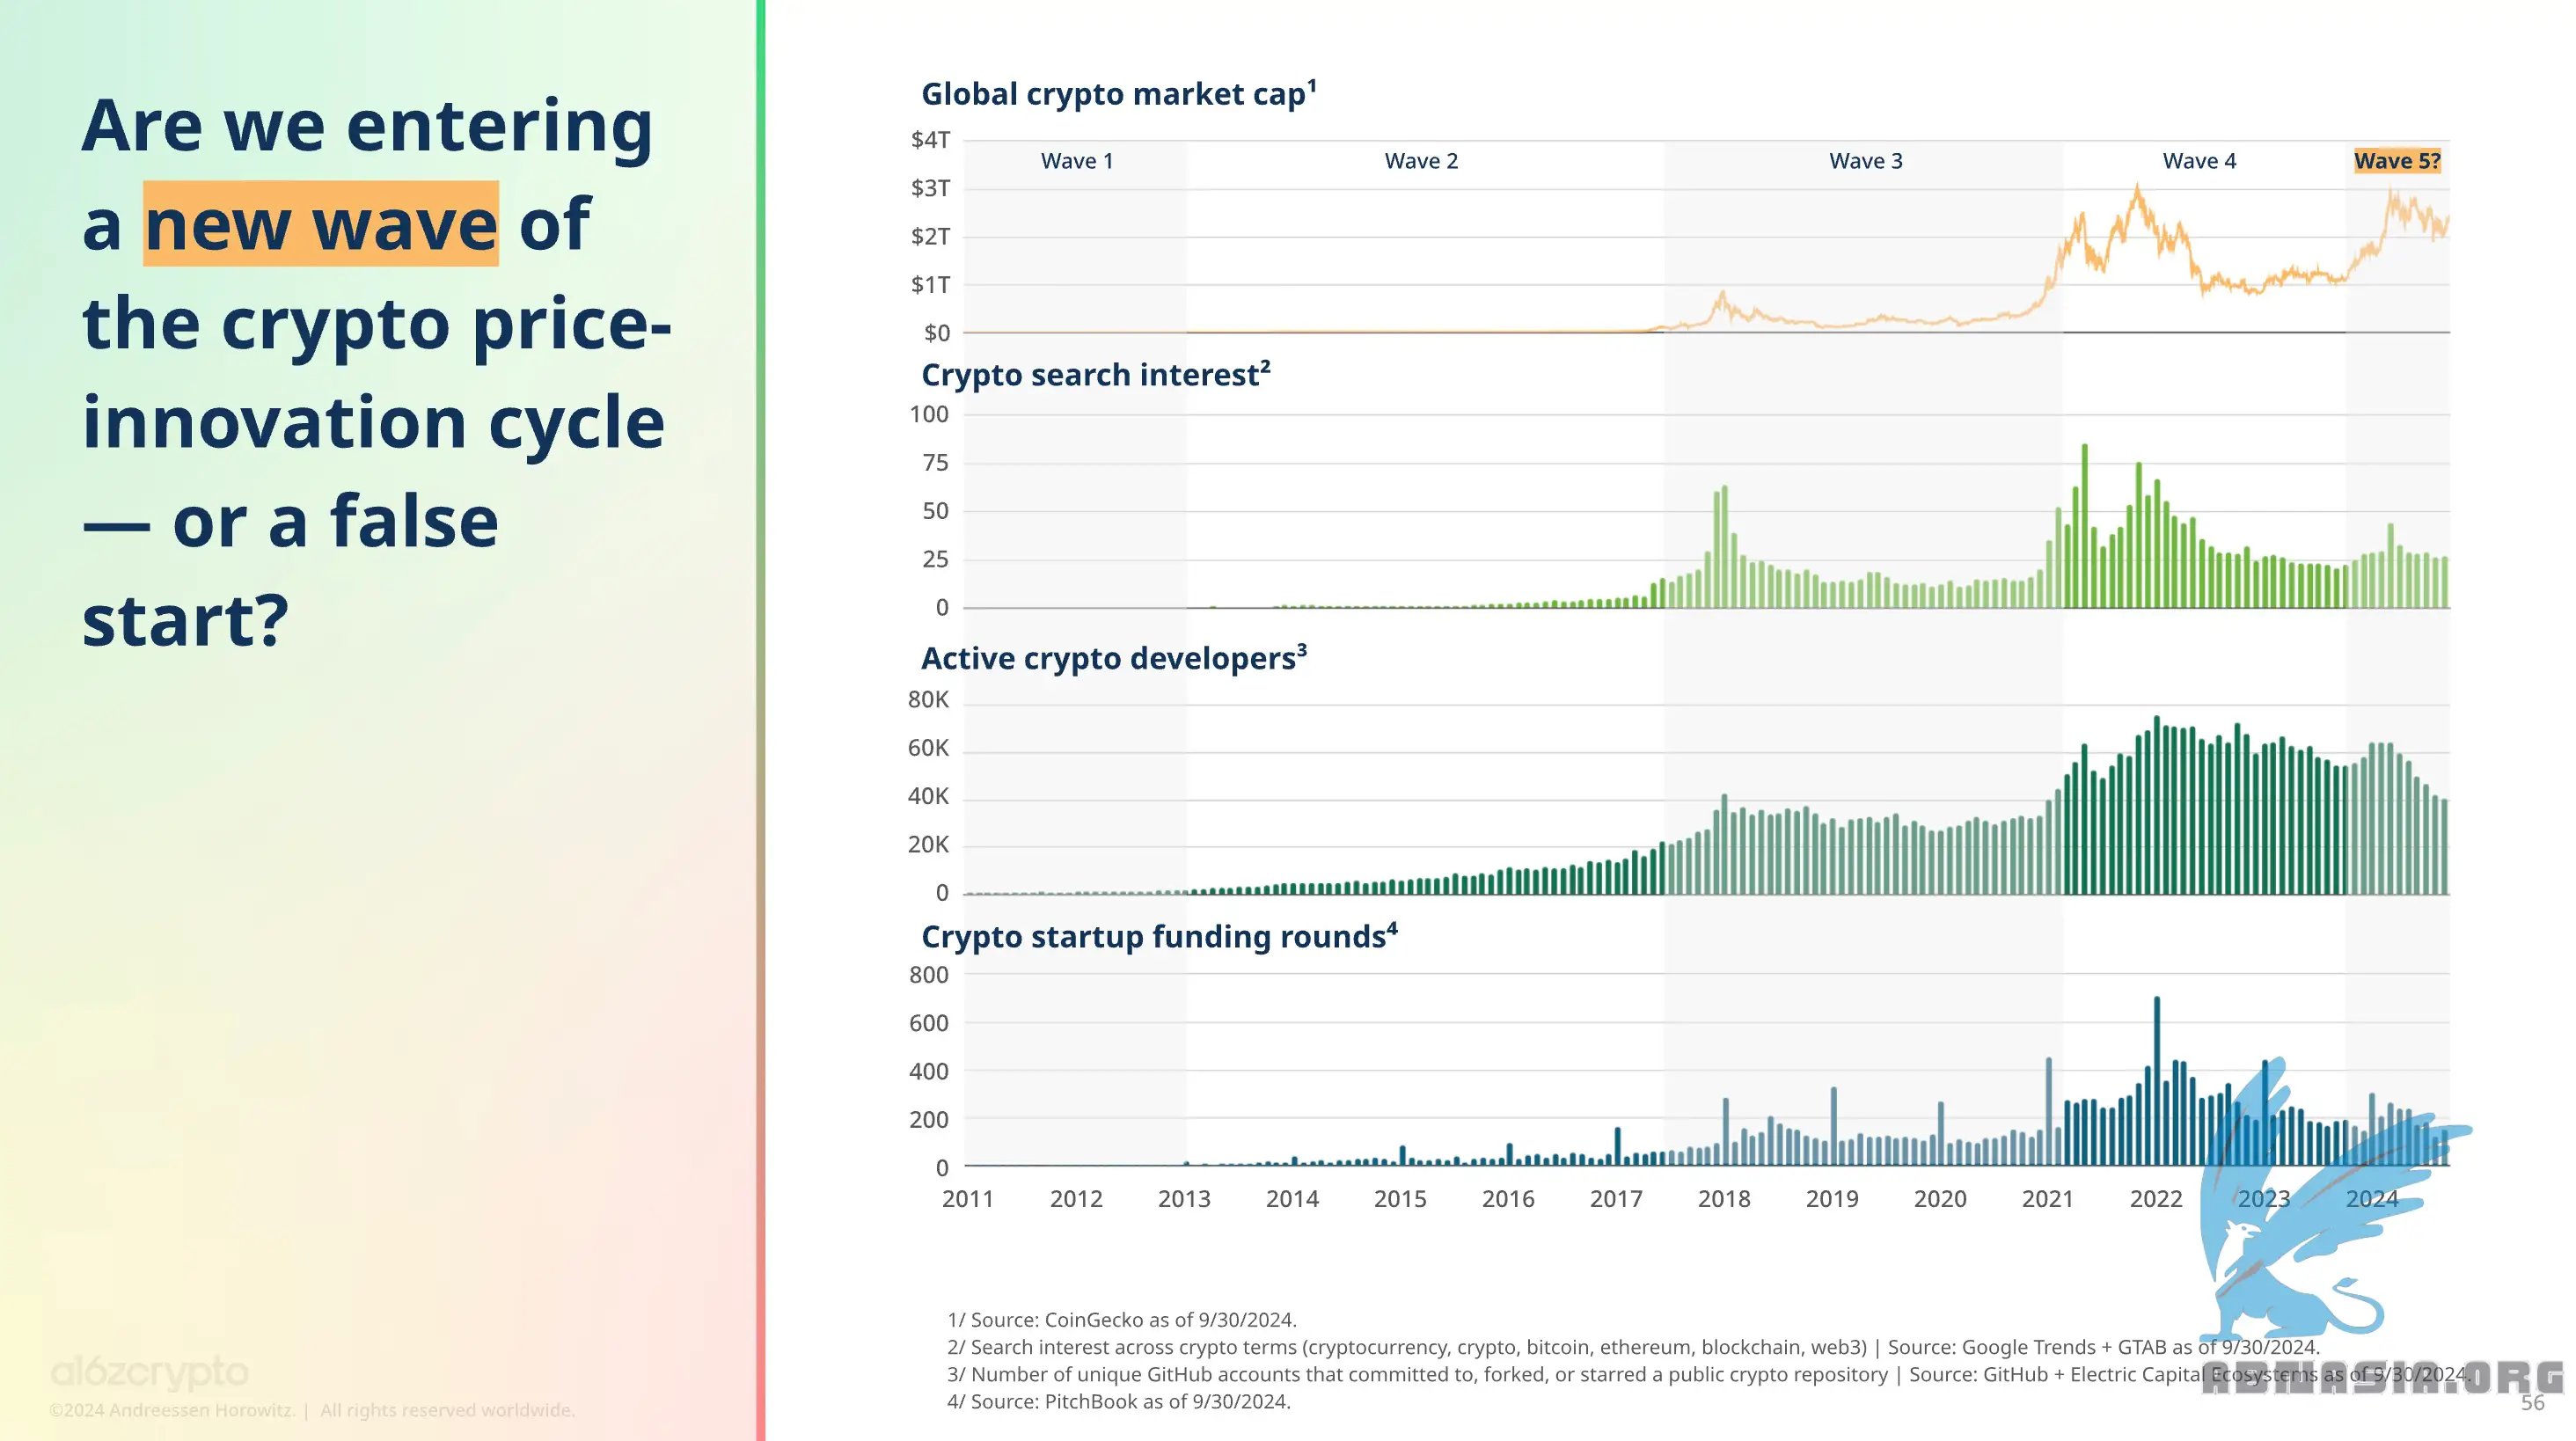 Are we entering
a new wave of
the crypto price-
innovation cycle
— or a false
start?
Global crypto market cap¹
$4T
$3T
$2T
$1T
$0
Wave 1
Wave 2
Wave 3
Wave 4
Wave 5?
Crypto search interest²
100
75
50
25
0
Active crypto developers³
80K
60K
40K
20K
0
Crypto startup funding rounds⁴
800
600
400
200
0
2011 2012 2013 2014 2015 2016 2017 2018 2019 2020 2021 2022 2023 2024
1/ Source: CoinGecko as of 9/30/2024.
2/ Search interest across crypto terms (cryptocurrency, crypto, bitcoin, ethereum, blockchain, web3) | Source: Google Trends + GTAB as of 9/30/2024.
3/ Number of unique GitHub accounts that committed to, forked, or starred a public crypto repository | Source: GitHub + Electric Capital Ecosystems as of 9/30/2024.
4/ Source: PitchBook as of 9/30/2024.
a16zcrypto
©2024 Andreessen Horowitz. | All rights reserved worldwide.
ABNASIA.ORG
56